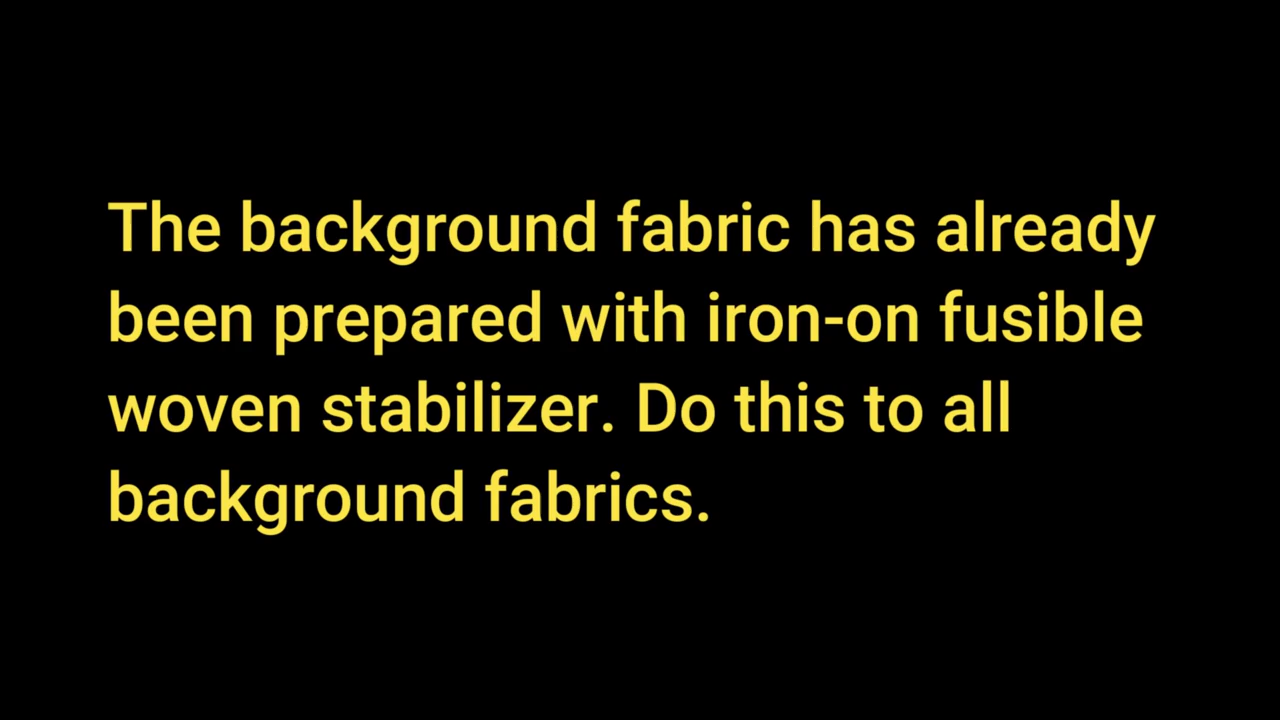 The background fabric has already
been prepared with iron-on fusible
woven stabilizer. Do this to all
background fabrics.